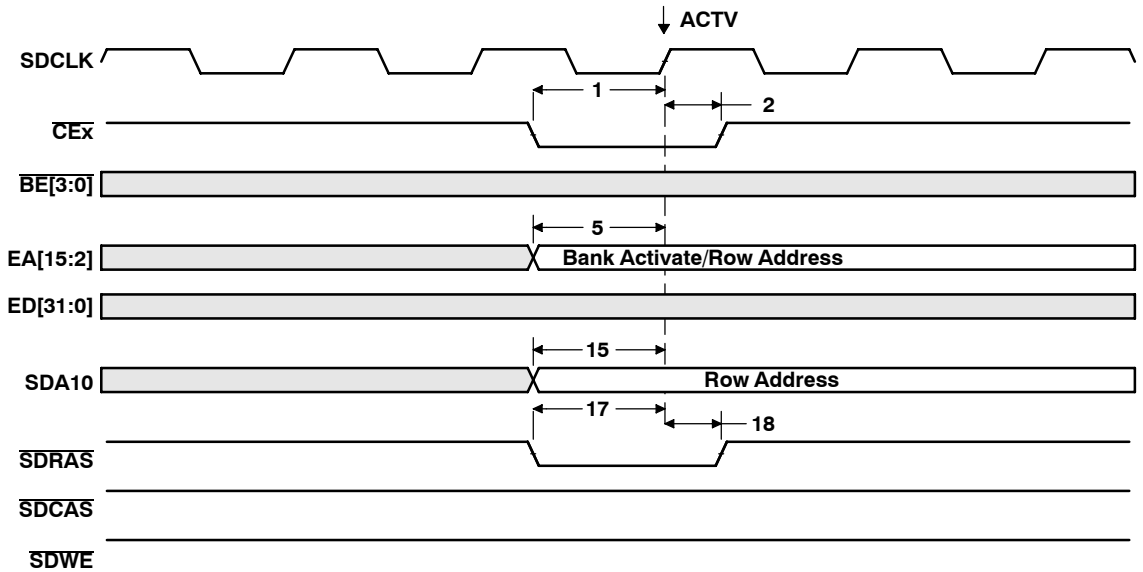 ACTV
SDCLK
1
2
CEx
BE[3:0]
5
EA[15:2]
Bank Activate/Row Address
ED[31:0]
15
SDA10
Row Address
17
18
SDRAS
SDCAS
SDWE